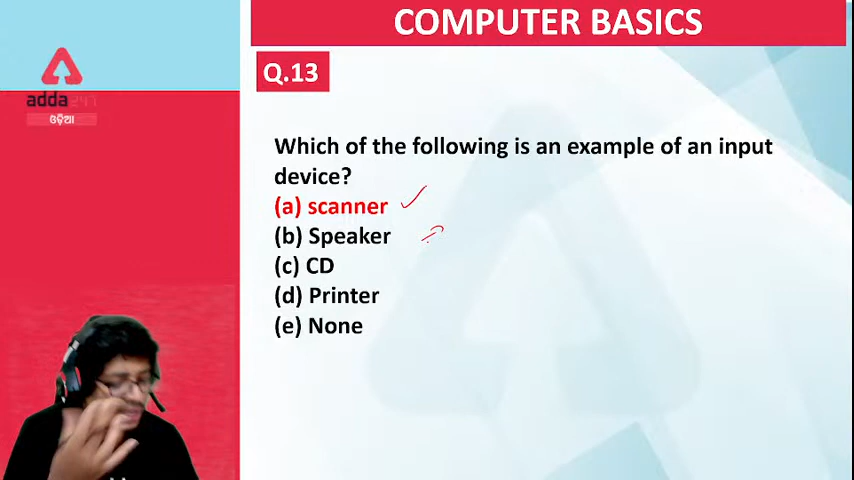 COMPUTER BASICS
Q.13
adda247
ଓଡ଼ିଆ
Which of the following is an example of an input
device?
(a) scanner
(b) Speaker
(c) CD
(d) Printer
(e) None